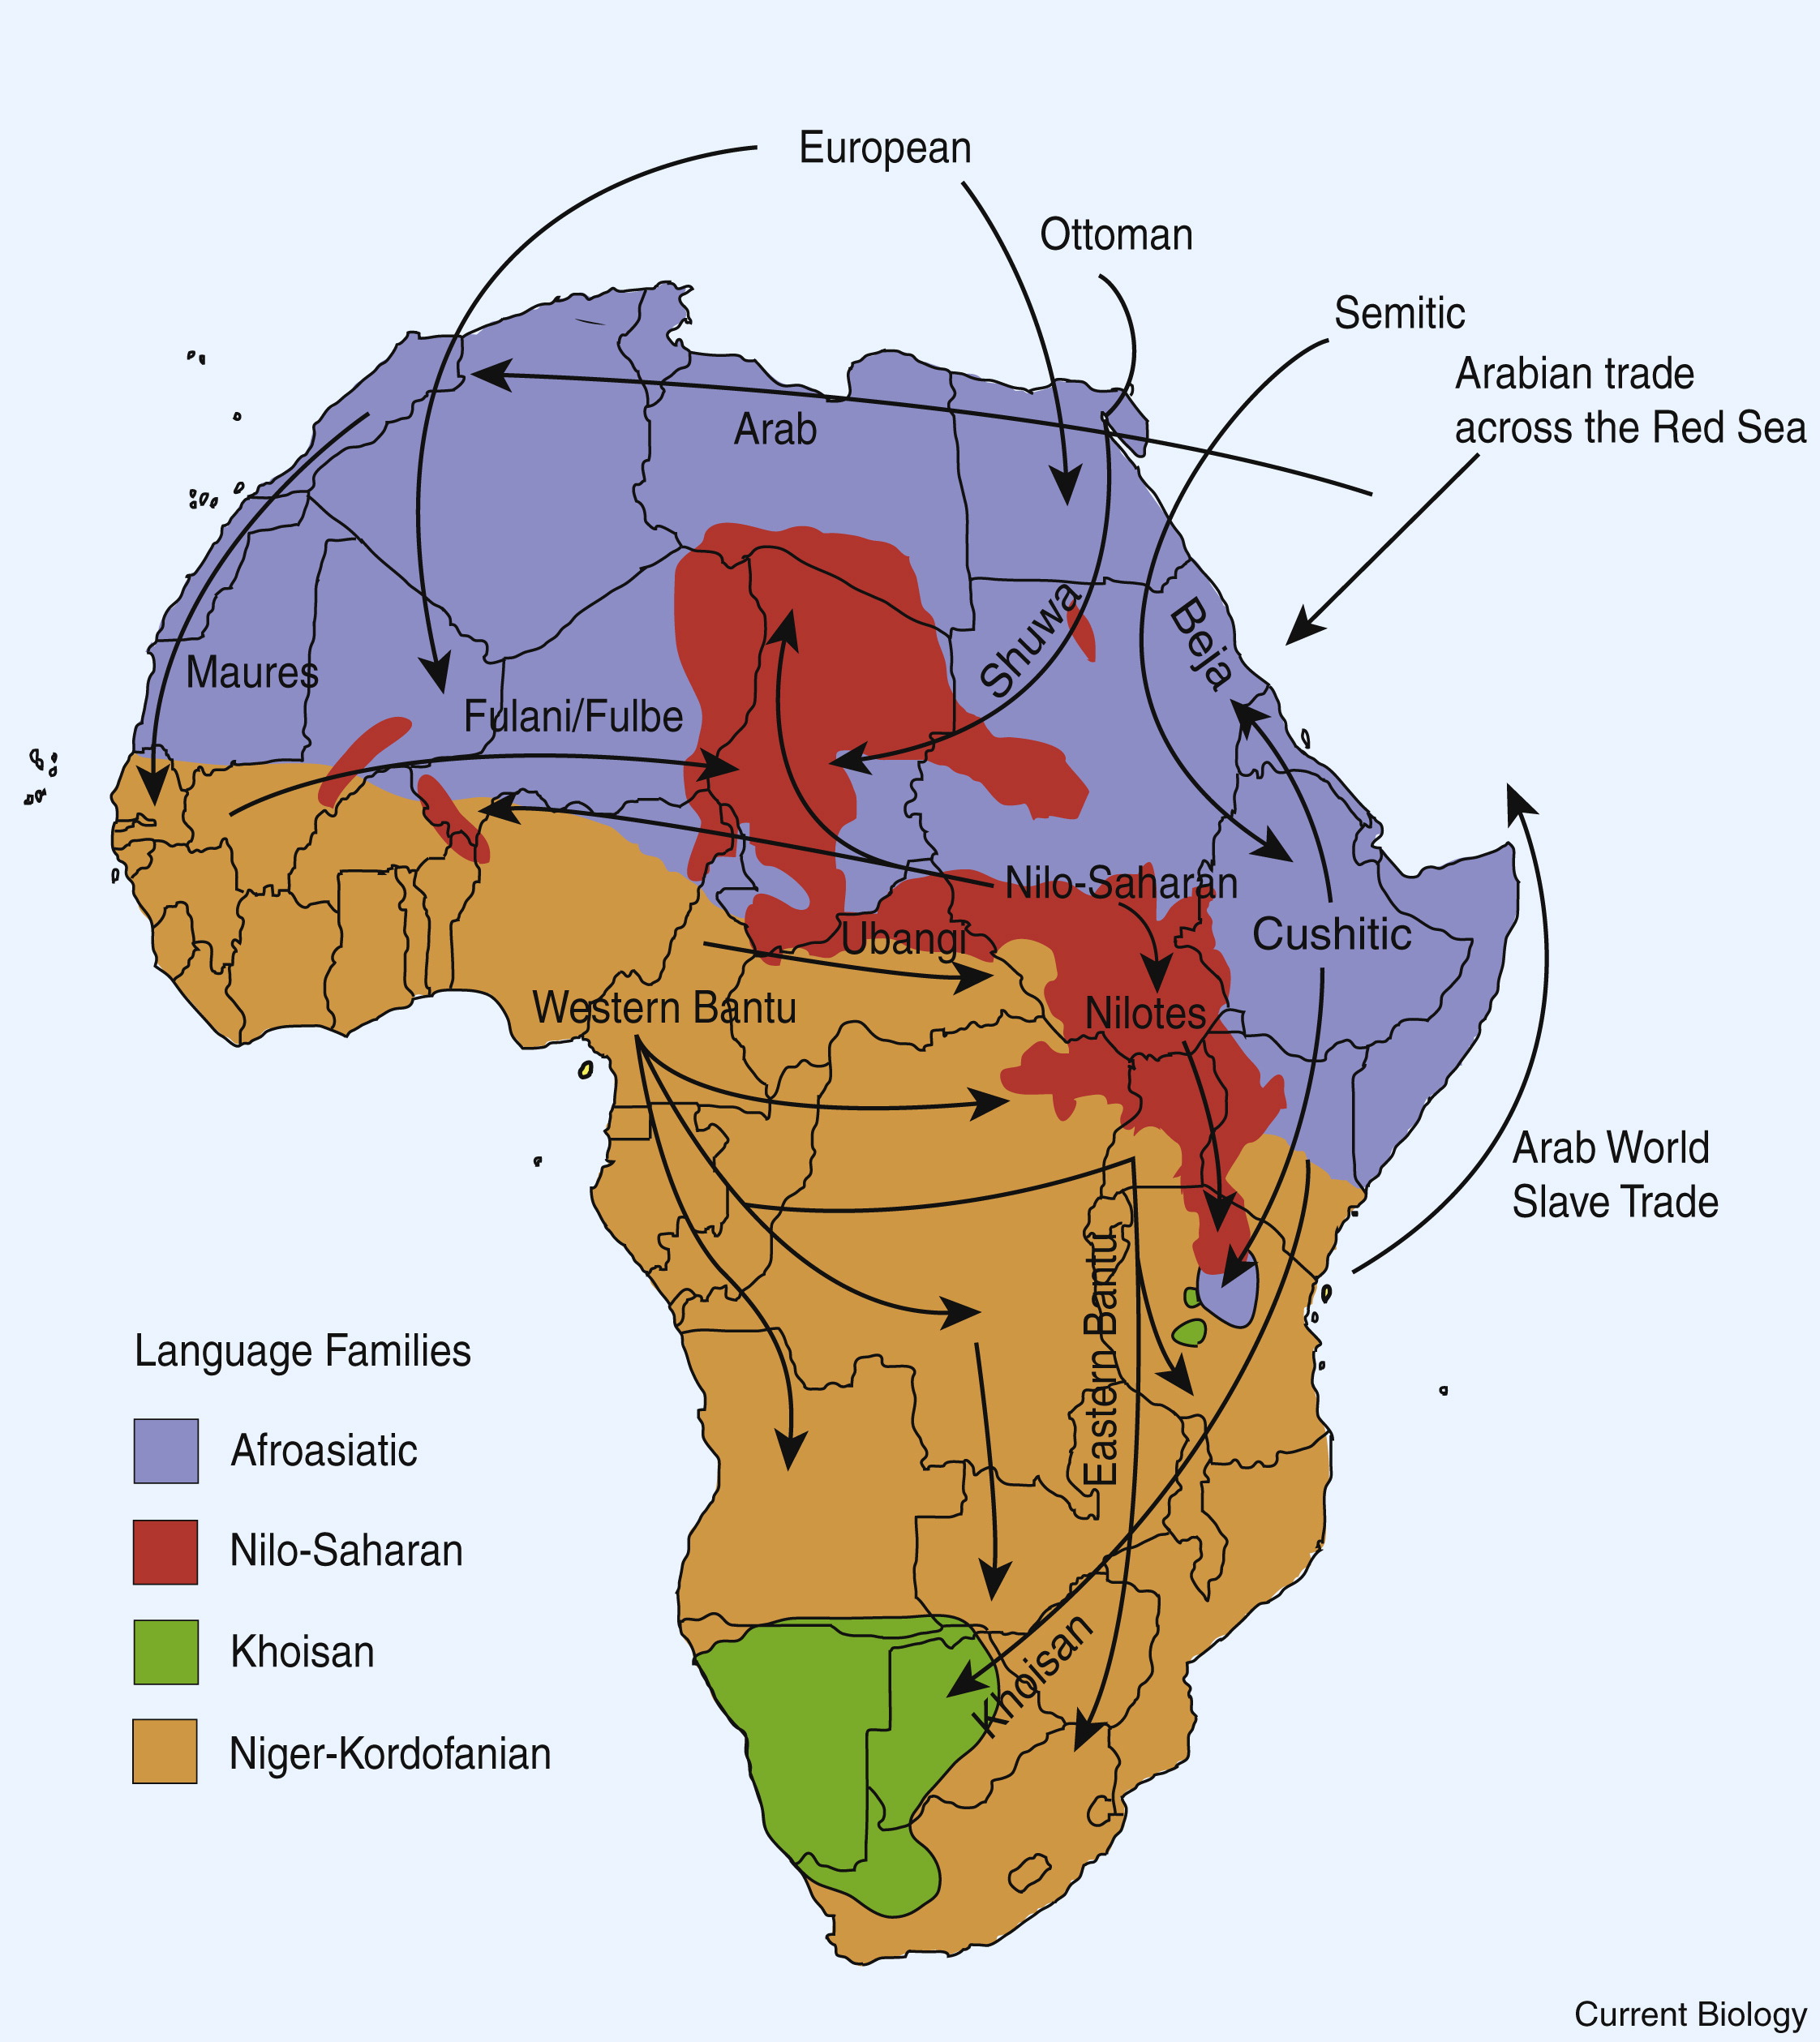 European
Ottoman
Semitic
Arabian trade
across the Red Sea
Arab
Shuwa
Beja
Maures
Fulani/Fulbe
Nilo-Saharan
Cushitic
Ubangi
Western Bantu
Nilotes
Arab World
Slave Trade
Eastern Bantu
Khoisan
Language Families
Afroasiatic
Nilo-Saharan
Khoisan
Niger-Kordofanian
Current Biology